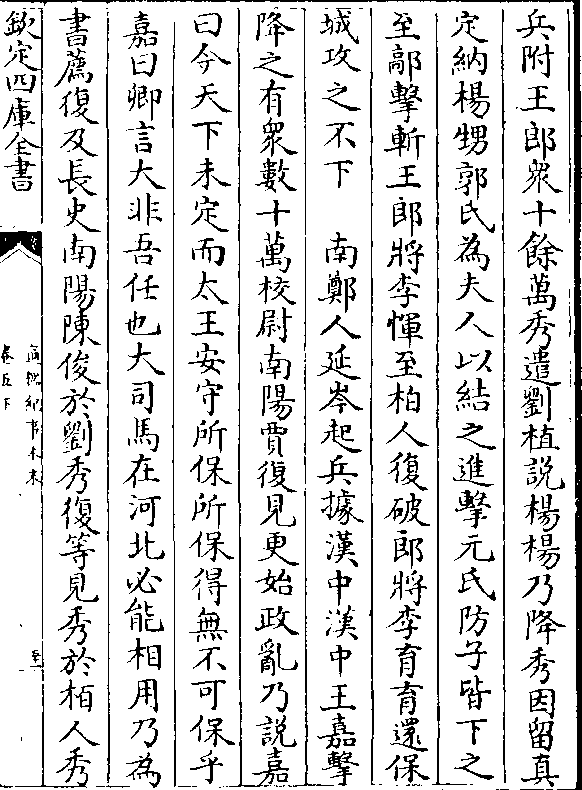 兵附王郎衆十餘萬秀遣劉植說楊楊乃降秀因留真
定納楊甥郭氏為夫人以結之進擊元氏防子皆下之
至鄗擊斬王郎將李惲至柏人復破郎將李育育還保
城攻之不下　南鄭人延岑起兵據漢中漢中王嘉擊
降之有衆數十萬校尉南陽賈復見更始政亂乃說嘉
曰今天下未定而大王安守所保所保得無不可保乎
嘉曰卿言大非吾任也大司馬在河北必能相用乃為
書薦復及長史南陽陳俊於劉秀復等見秀於柏人秀
欽定四庫全書
卷五下